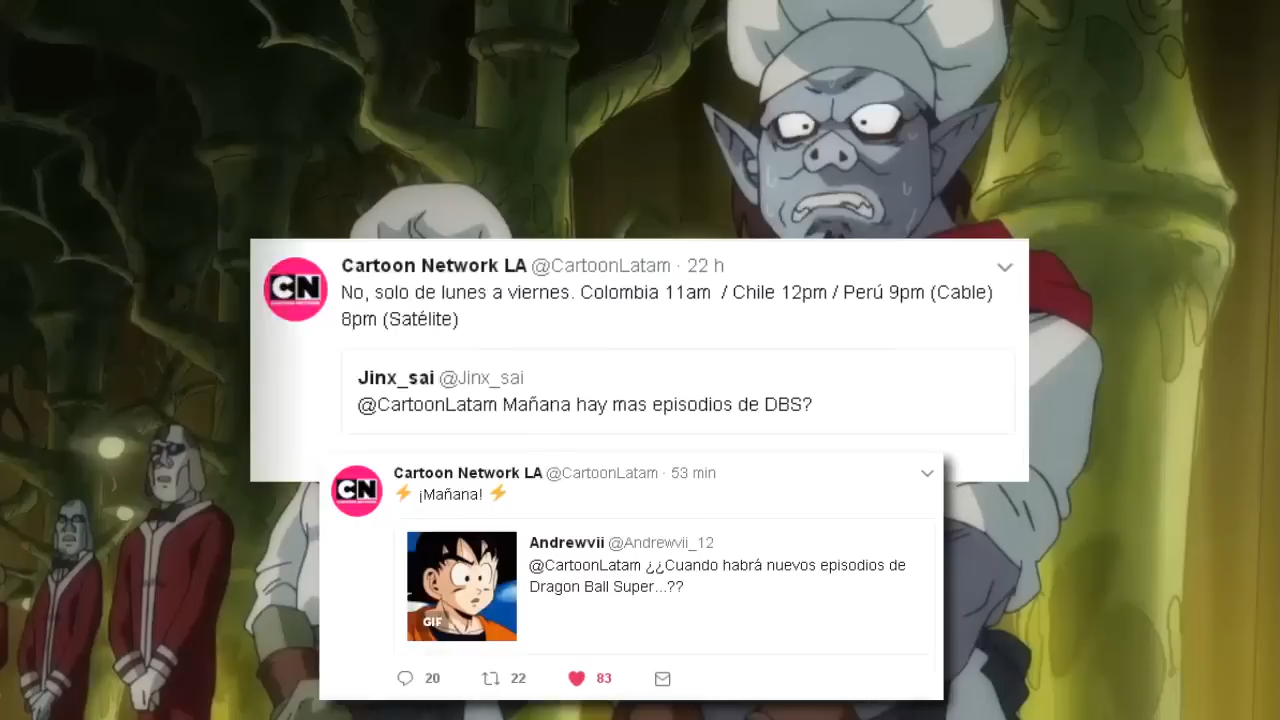 Cartoon Network LA @CartoonLatam · 22 h
No, solo de lunes a viernes. Colombia 11am / Chile 12pm / Perú 9pm (Cable)
8pm (Satélite)
CN
Jinx_sai @Jinx_sai
@CartoonLatam Mañana hay mas episodios de DBS?
Cartoon Network LA @CartoonLatam · 53 min
⚡ ¡Mañana! ⚡
CN
Andrewvii @Andrewvii_12
@CartoonLatam ¿¿Cuando habrá nuevos episodios de
Dragon Ball Super...??
GIF
20 22 83